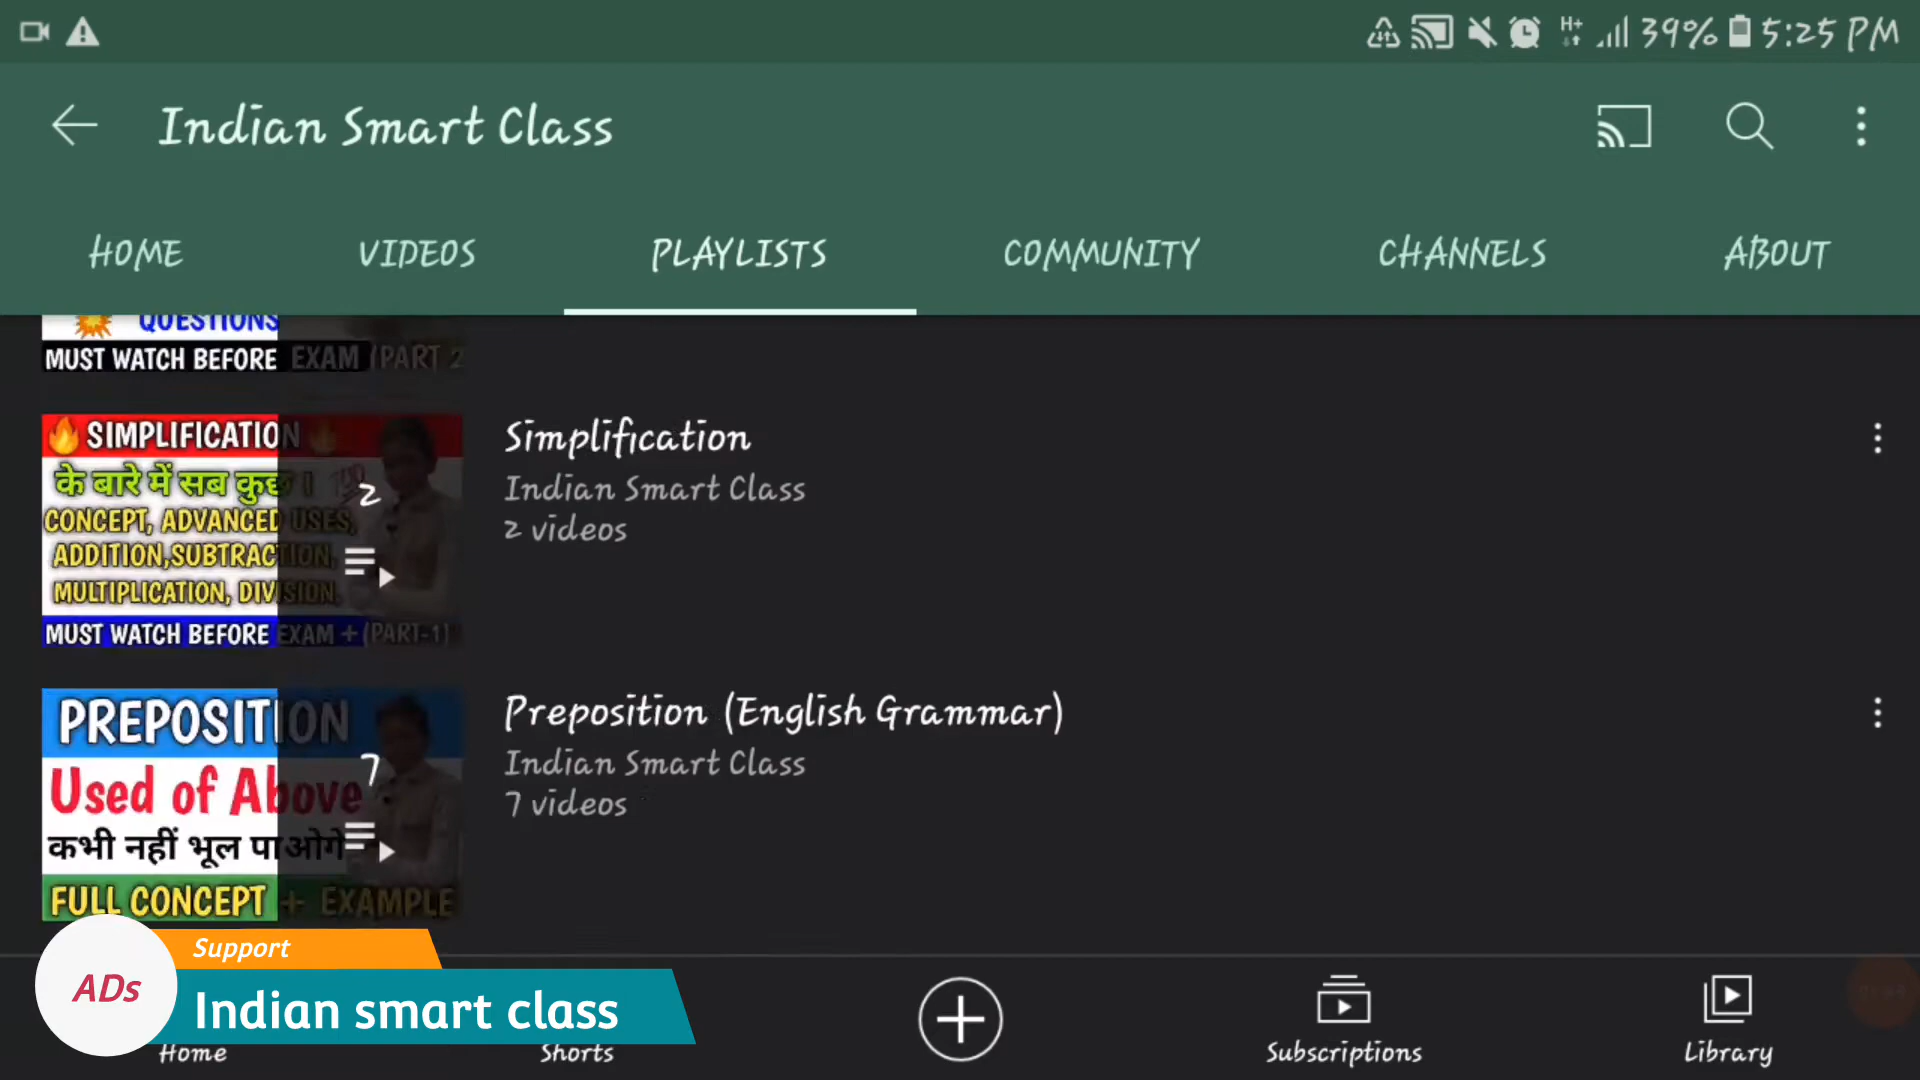 H+ 39% 5:25 PM
Indian Smart Class
HOME VIDEOS PLAYLISTS COMMUNITY CHANNELS ABOUT
QUESTIONS
MUST WATCH BEFORE EXAM (PART 2
SIMPLIFICATION
के बारे में सब कुछ ।
CONCEPT, ADVANCED USES,
ADDITION,SUBTRACTION,
MULTIPLICATION, DIVISION.
MUST WATCH BEFORE EXAM + (PART-1)
2
Simplification
Indian Smart Class
2 videos
PREPOSITION
Used of Above
कभी नहीं भूल पाओगे
FULL CONCEPT + EXAMPLE
7
Preposition (English Grammar)
Indian Smart Class
7 videos
ADs
Support
Indian smart class
Home Shorts Subscriptions Library